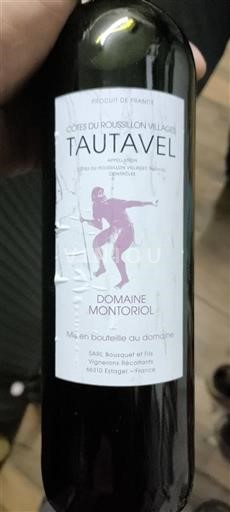 PRODUIT DE FRANCE
CÔTES DU ROUSSILLON VILLAGES
TAUTAVEL
APPELLATION
CÔTES DU ROUSSILLON VILLAGES TAUTAVEL
CONTRÔLÉE
DOMAINE
MONTORIOL
Mis en bouteille au domaine
SARL Bousquet et Fils
Vignerons Récoltants
66310 Estagel - France